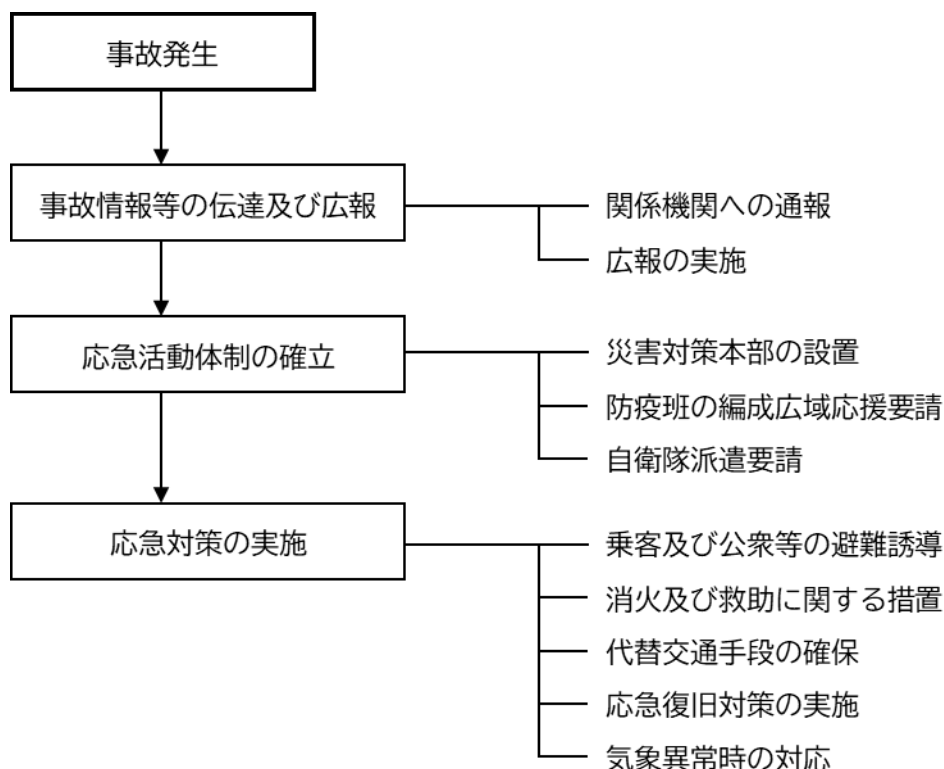 事故発生
事故情報等の伝達及び広報
関係機関への通報
広報の実施
応急活動体制の確立
災害対策本部の設置
防疫班の編成広域応援要請
自衛隊派遣要請
応急対策の実施
乗客及び公衆等の避難誘導
消火及び救助に関する措置
代替交通手段の確保
応急復旧対策の実施
気象異常時の対応